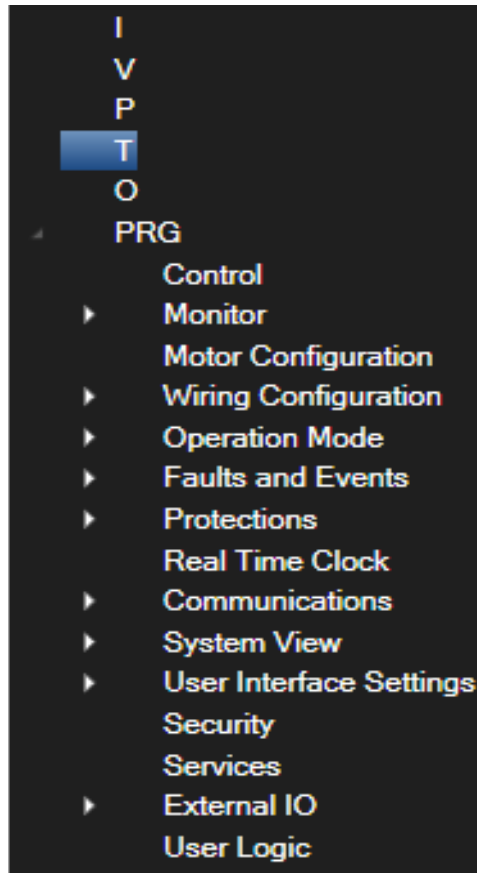 I
V
P
T
O
PRG
Control
Monitor
Motor Configuration
Wiring Configuration
Operation Mode
Faults and Events
Protections
Real Time Clock
Communications
System View
User Interface Settings
Security
Services
External IO
User Logic